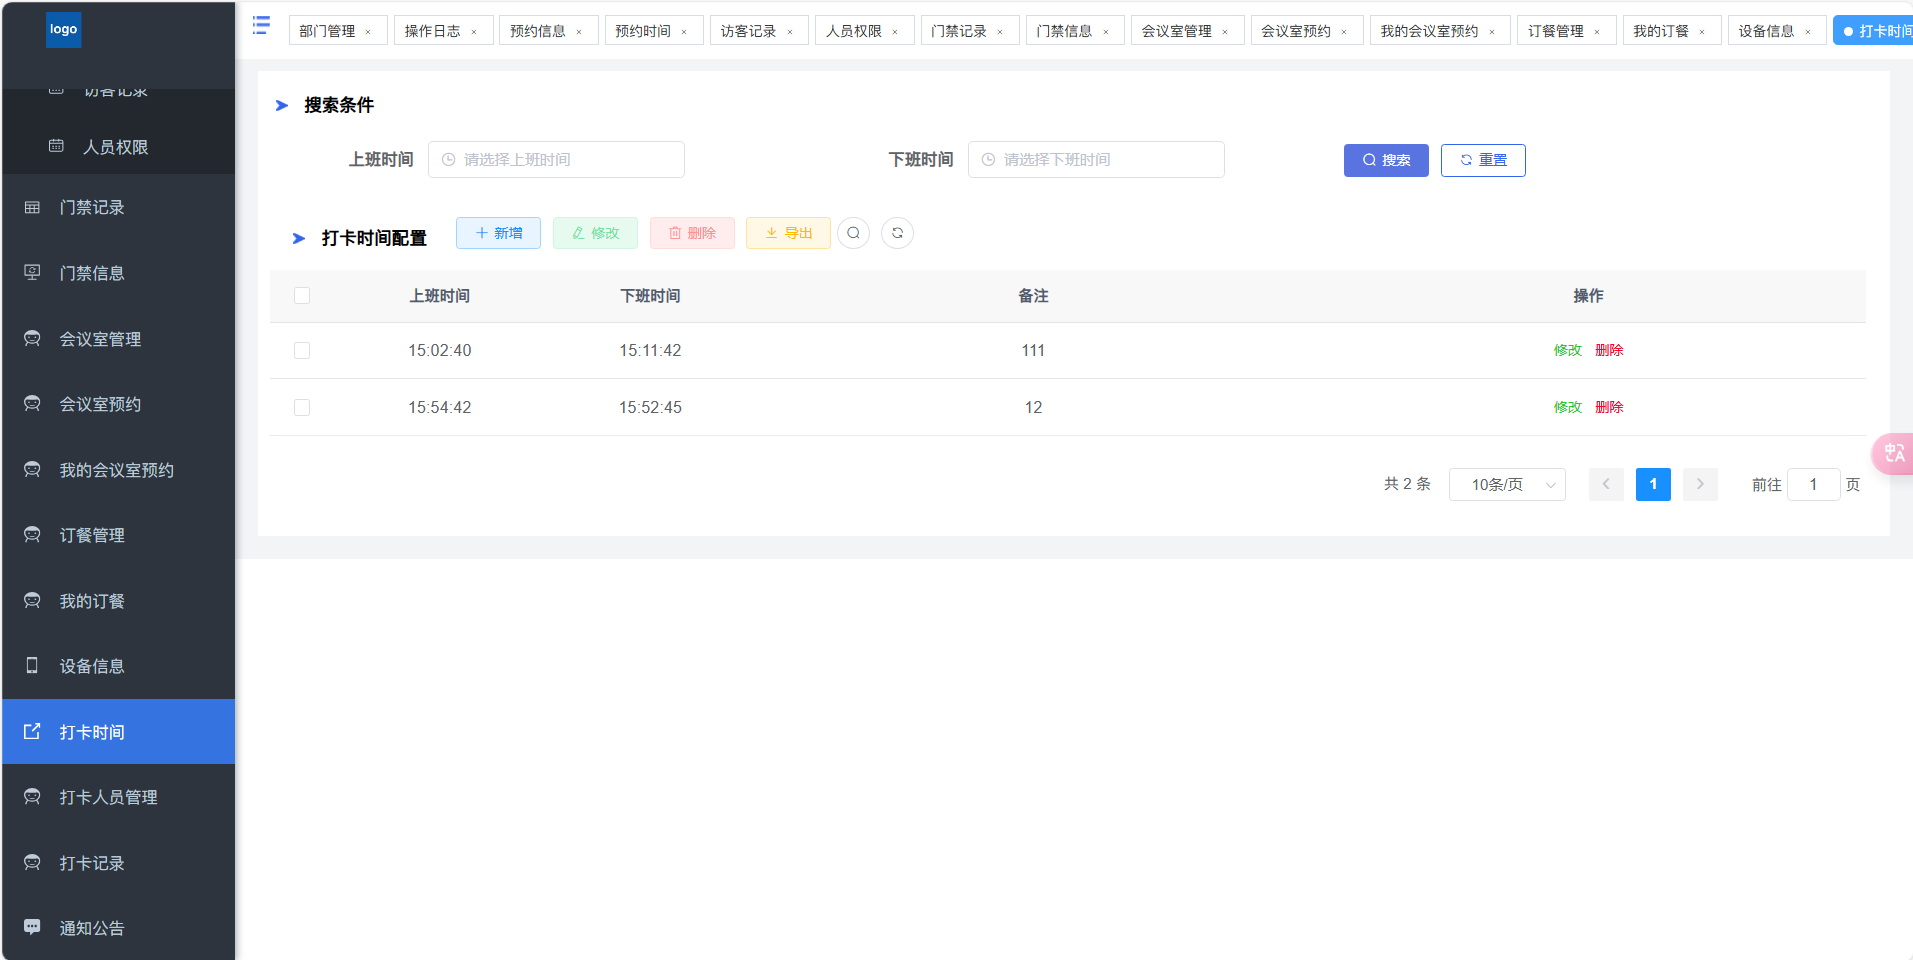 logo
访客记录
人员权限
门禁记录
门禁信息
会议室管理
会议室预约
我的会议室预约
订餐管理
我的订餐
设备信息
打卡时间
打卡人员管理
打卡记录
通知公告
部门管理 × 操作日志 × 预约信息 × 预约时间 × 访客记录 × 人员权限 × 门禁记录 × 门禁信息 × 会议室管理 × 会议室预约 × 我的会议室预约 × 订餐管理 × 我的订餐 × 设备信息 × 打卡时间
搜索条件
上班时间 请选择上班时间 下班时间 请选择下班时间 搜索 重置
打卡时间配置 新增 修改 删除 导出
上班时间 下班时间 备注 操作
15:02:40 15:11:42 111 修改 删除
15:54:42 15:52:45 12 修改 删除
共 2 条 10条/页 1 前往 1 页